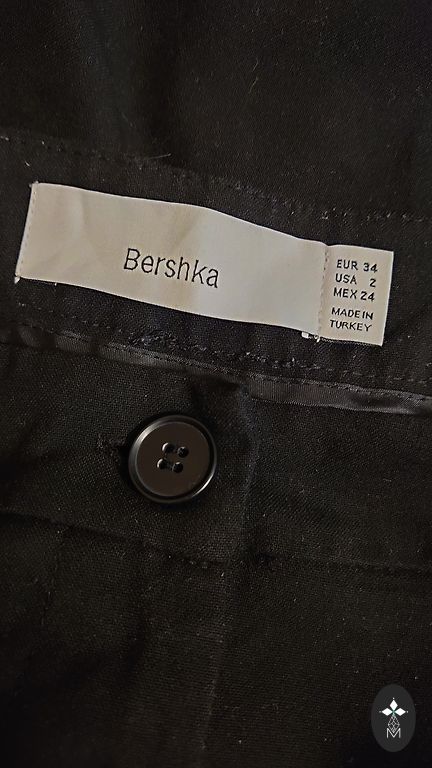 Bershka
EUR 34
USA 2
MEX 24
MADE IN
TURKEY
M